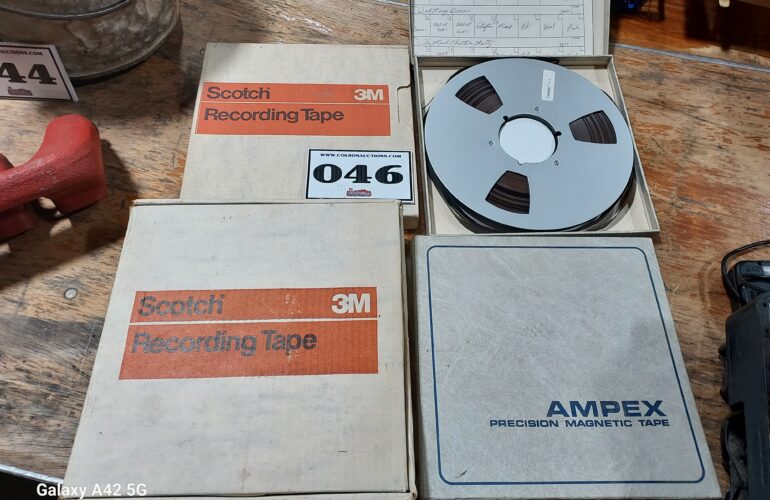 44
Scotch 3M
Recording Tape
WWW.COLSONAUCTIONS.COM
046
Scotch 3M
Recording Tape
AMPEX
PRECISION MAGNETIC TAPE
Galaxy A42 5G